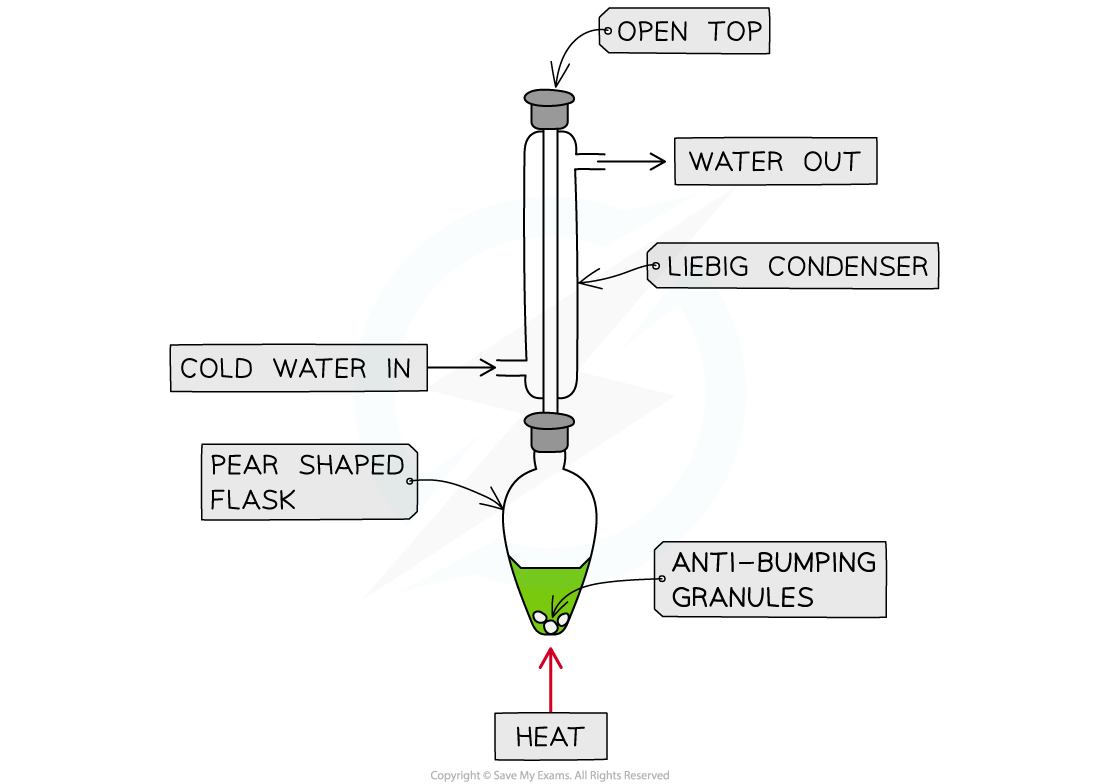 OPEN TOP
WATER OUT
LIEBIG CONDENSER
COLD WATER IN
PEAR SHAPED
FLASK
ANTI-BUMPING
GRANULES
HEAT
Copyright © Save My Exams. All Rights Reserved